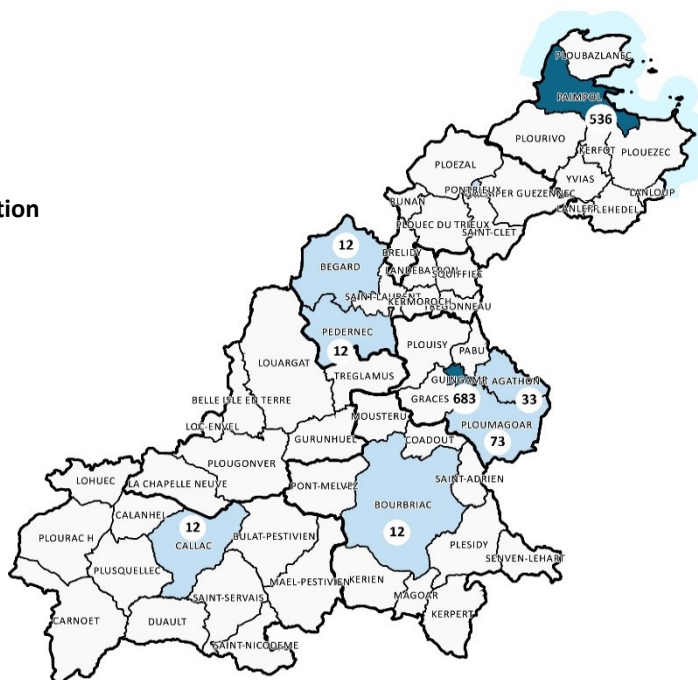 PLOUBAZLANEC
PAIMPOL
536
PLOURIVO
KERFOT
PLOUEZEC
PLOEZAL
YVIAS
PONTRIEUX
ER GUEZENNEC
LANLOUP
RUNAN
LANLEFF
LEHEDEL
PLOUEC DU TRIEUX
SAINT-CLET
tion
12
BRELIDY
BEGARD
LANDEBAERON
SQUIFFIEC
SAINT-LAURENT
KERMOROCH
TREGONNEAU
PEDERNEC
PLOUISY
PABU
12
LOUARGAT
TREGLAMUS
GUINGAMP
AGATHON
BELLE ISLE EN TERRE
GRACES
683
33
MOUSTERU
PLOUMAGOAR
LOC-ENVEL
GURUNHUEL
COADOUT
73
PLOUGONVER
LOHUEC
LA CHAPELLE NEUVE
PONT-MELVEZ
SAINT-ADRIEN
BOURBRIAC
CALANHEL
12
12
PLOURAC H
CALLAC
BULAT-PESTIVIEN
PLESIDY
SENVEN-LEHART
PLUSQUELLEC
MAEL-PESTIVIEN
KERIEN
SAINT-SERVAIS
MAGOAR
CARNOET
DUAULT
KERPERT
SAINT-NICODEME